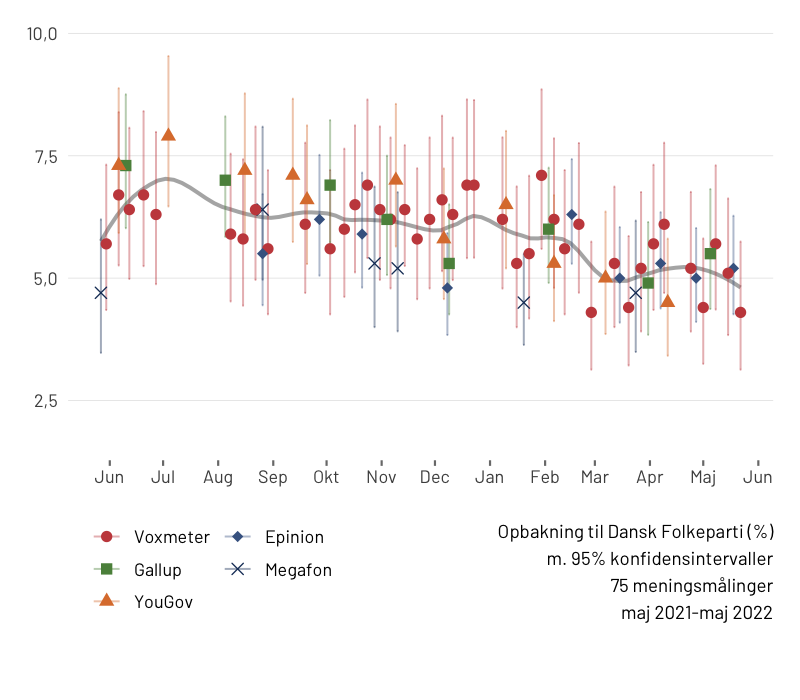 10,0
7,5
5,0
2,5
Jun Jul Aug Sep Okt Nov Dec Jan Feb Mar Apr Maj Jun
Voxmeter Epinion
Gallup Megafon
YouGov
Opbakning til Dansk Folkeparti (%)
m. 95% konfidensintervaller
75 meningsmålinger
maj 2021-maj 2022